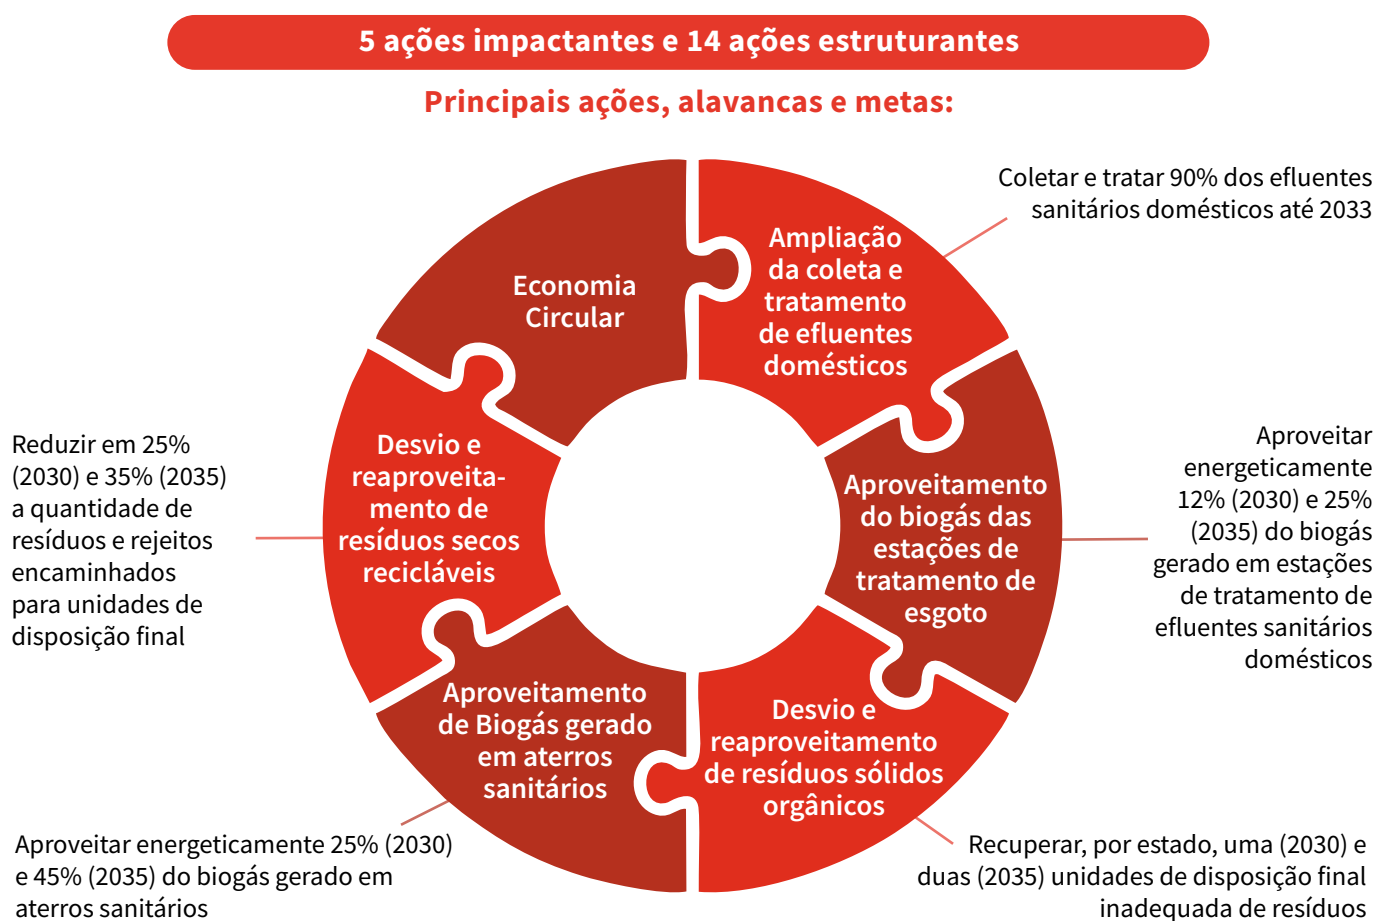 5 ações impactantes e 14 ações estruturantes
Principais ações, alavancas e metas:
Coletar e tratar 90% dos efluentes
sanitários domésticos até 2033
Ampliação
da coleta e
tratamento
de efluentes
domésticos
Economia
Circular
Aproveitar
energeticamente
12% (2030) e 25%
(2035) do biogás
gerado em estações
de tratamento de
efluentes sanitários
domésticos
Aproveitamento
do biogás das
estações de
tratamento de
esgoto
Reduzir em 25%
(2030) e 35% (2035)
a quantidade de
resíduos e rejeitos
encaminhados
para unidades de
disposição final
Desvio e
reaproveita-
mento de
resíduos secos
recicláveis
Aproveitamento
de Biogás gerado
em aterros
sanitários
Desvio e
reaproveitamento
de resíduos sólidos
orgânicos
Aproveitar energeticamente 25% (2030)
e 45% (2035) do biogás gerado em
aterros sanitários
Recuperar, por estado, uma (2030) e
duas (2035) unidades de disposição final
inadequada de resíduos